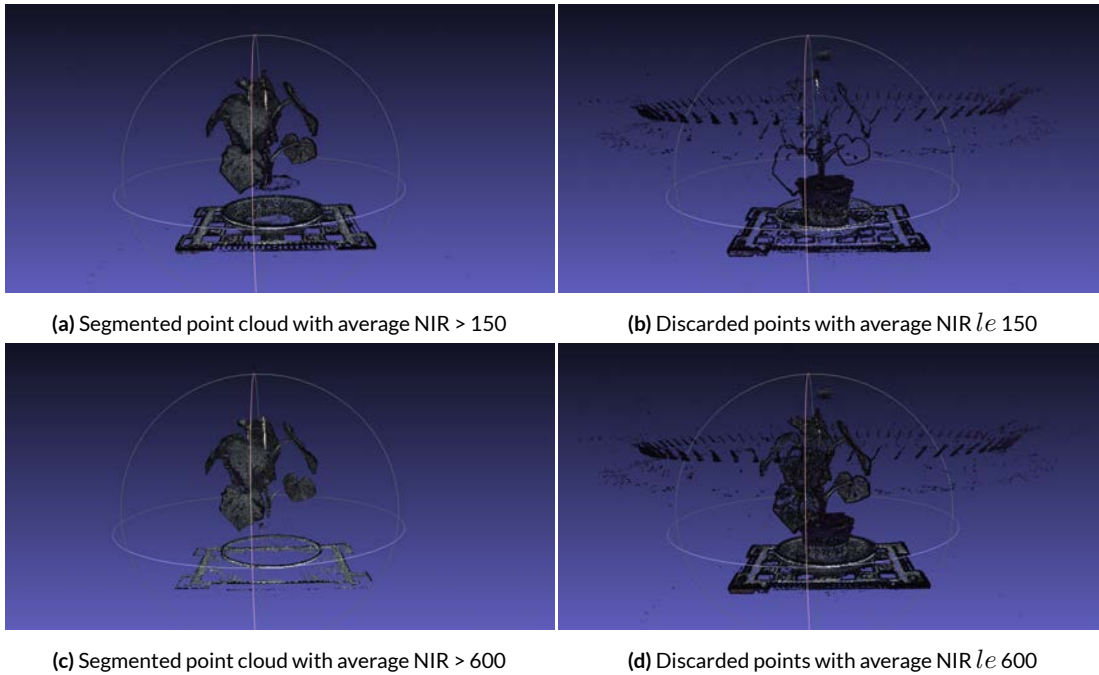 (a) Segmented point cloud with average NIR > 150
(b) Discarded points with average NIR le 150
(c) Segmented point cloud with average NIR > 600
(d) Discarded points with average NIR le 600